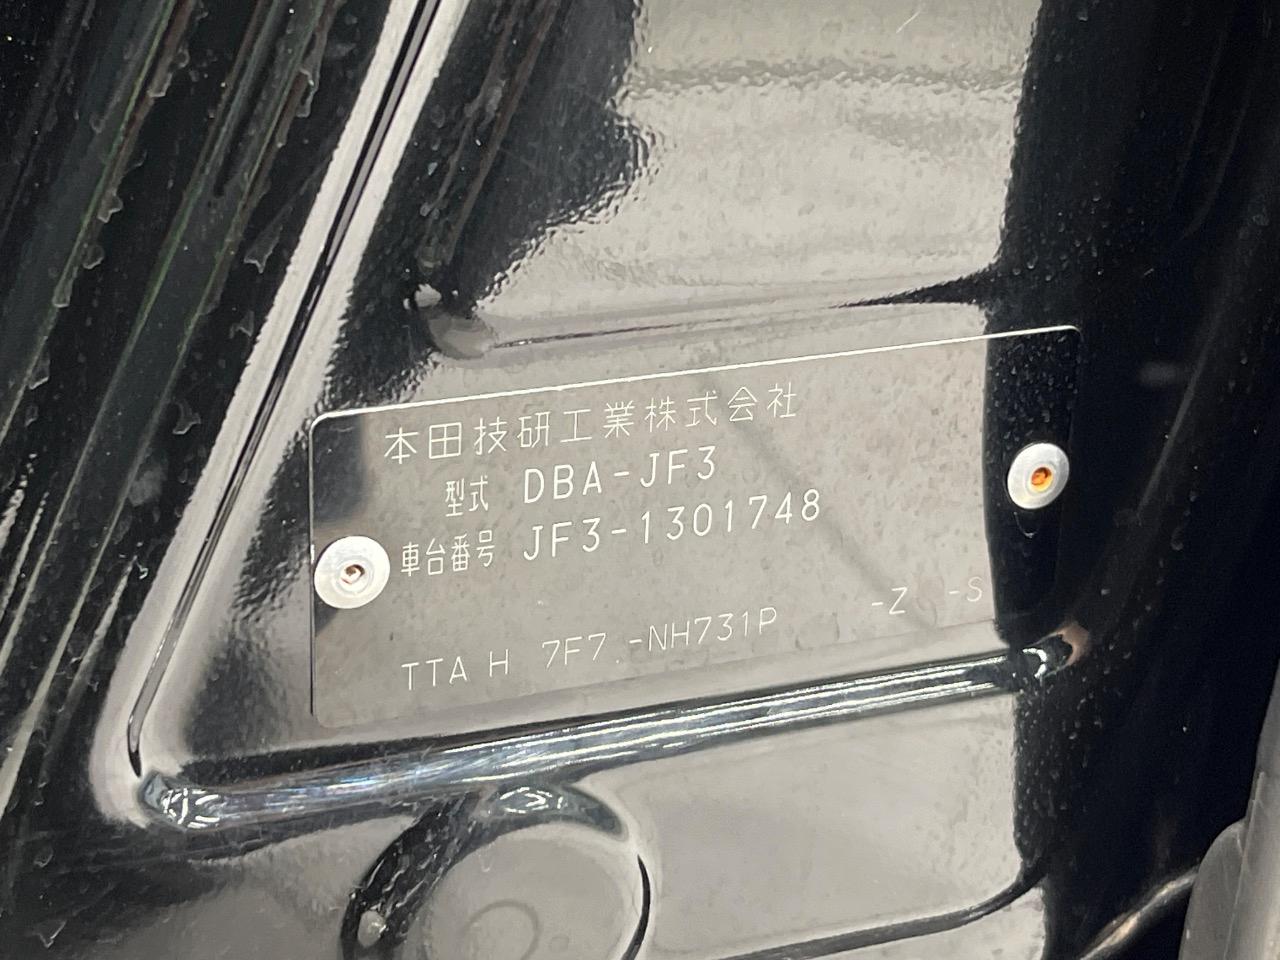 本田技研工業株式会社
型式 DBA-JF3
車台番号 JF3-1301748
TTA H 7F7 -NH731P -Z -S